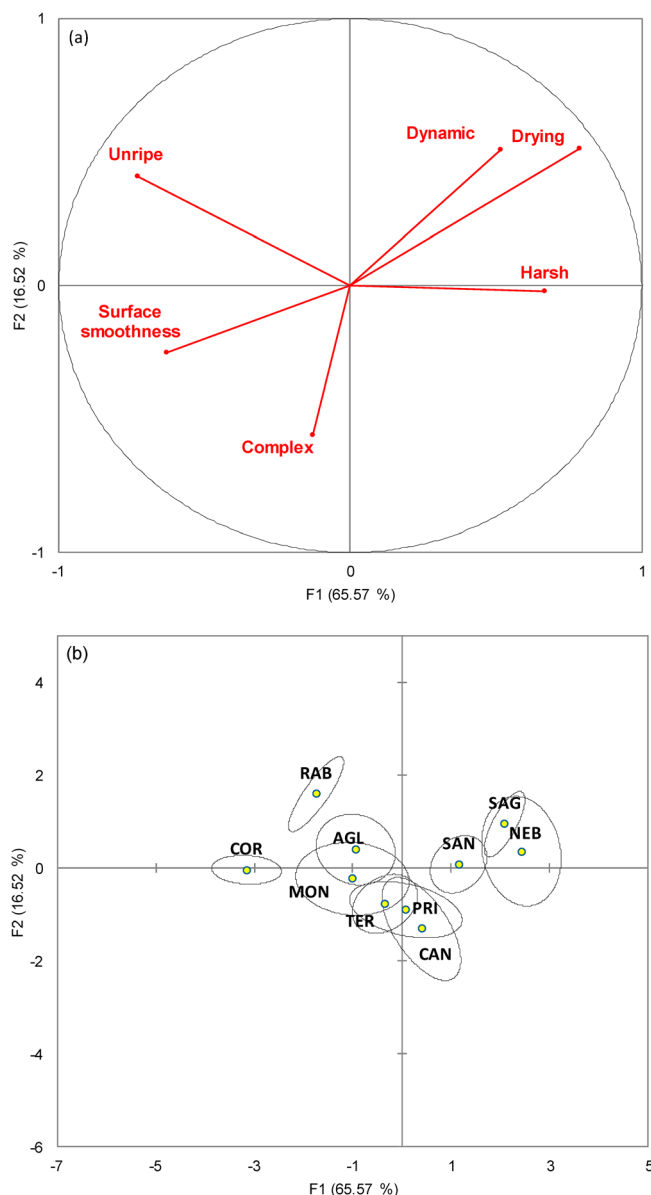 (a)
1
Dynamic
Drying
Unripe
0
Harsh
F2 (16.52 %)
Surface
smoothness
Complex
-1
-1
0
1
F1 (65.57 %)
(b)
4
2
RAB
SAG
NEB
AGL
SAN
COR
0
MON
PRI
TER
CAN
F2 (16.52 %)
-2
-4
-6
-7
-5
-3
-1
1
3
5
F1 (65.57 %)